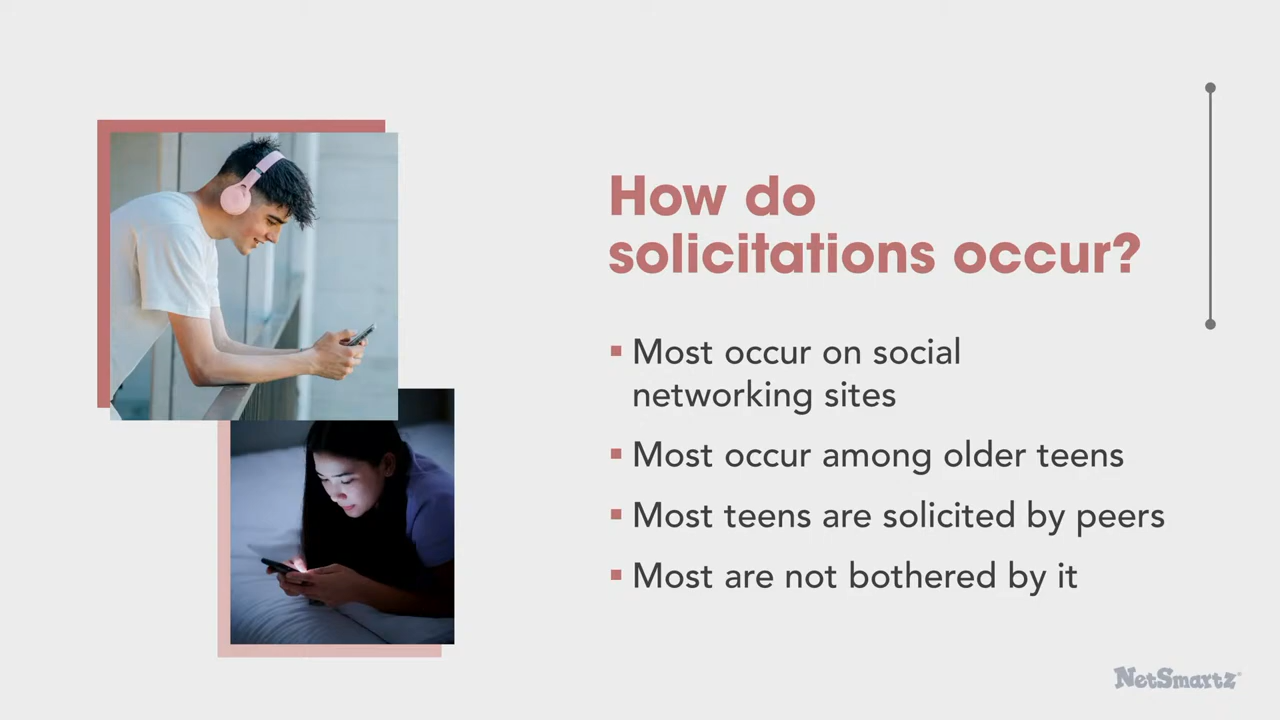 How do
solicitations occur?
▪ Most occur on social
networking sites
▪ Most occur among older teens
▪ Most teens are solicited by peers
▪ Most are not bothered by it
NetSmartz®